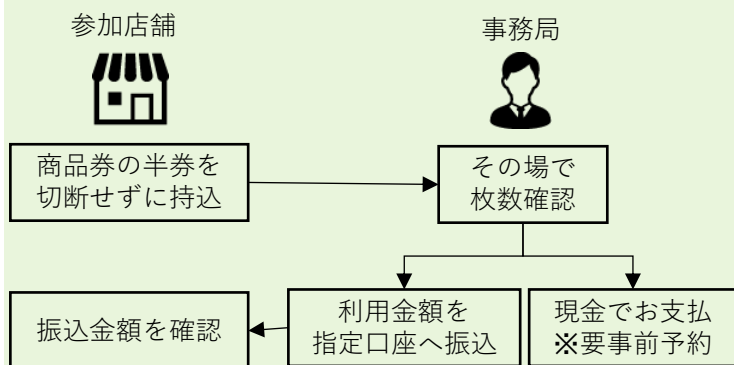 参加店舗
事務局
商品券の半券を
切断せずに持込
その場で
枚数確認
振込金額を確認
利用金額を
指定口座へ振込
現金でお支払
※要事前予約